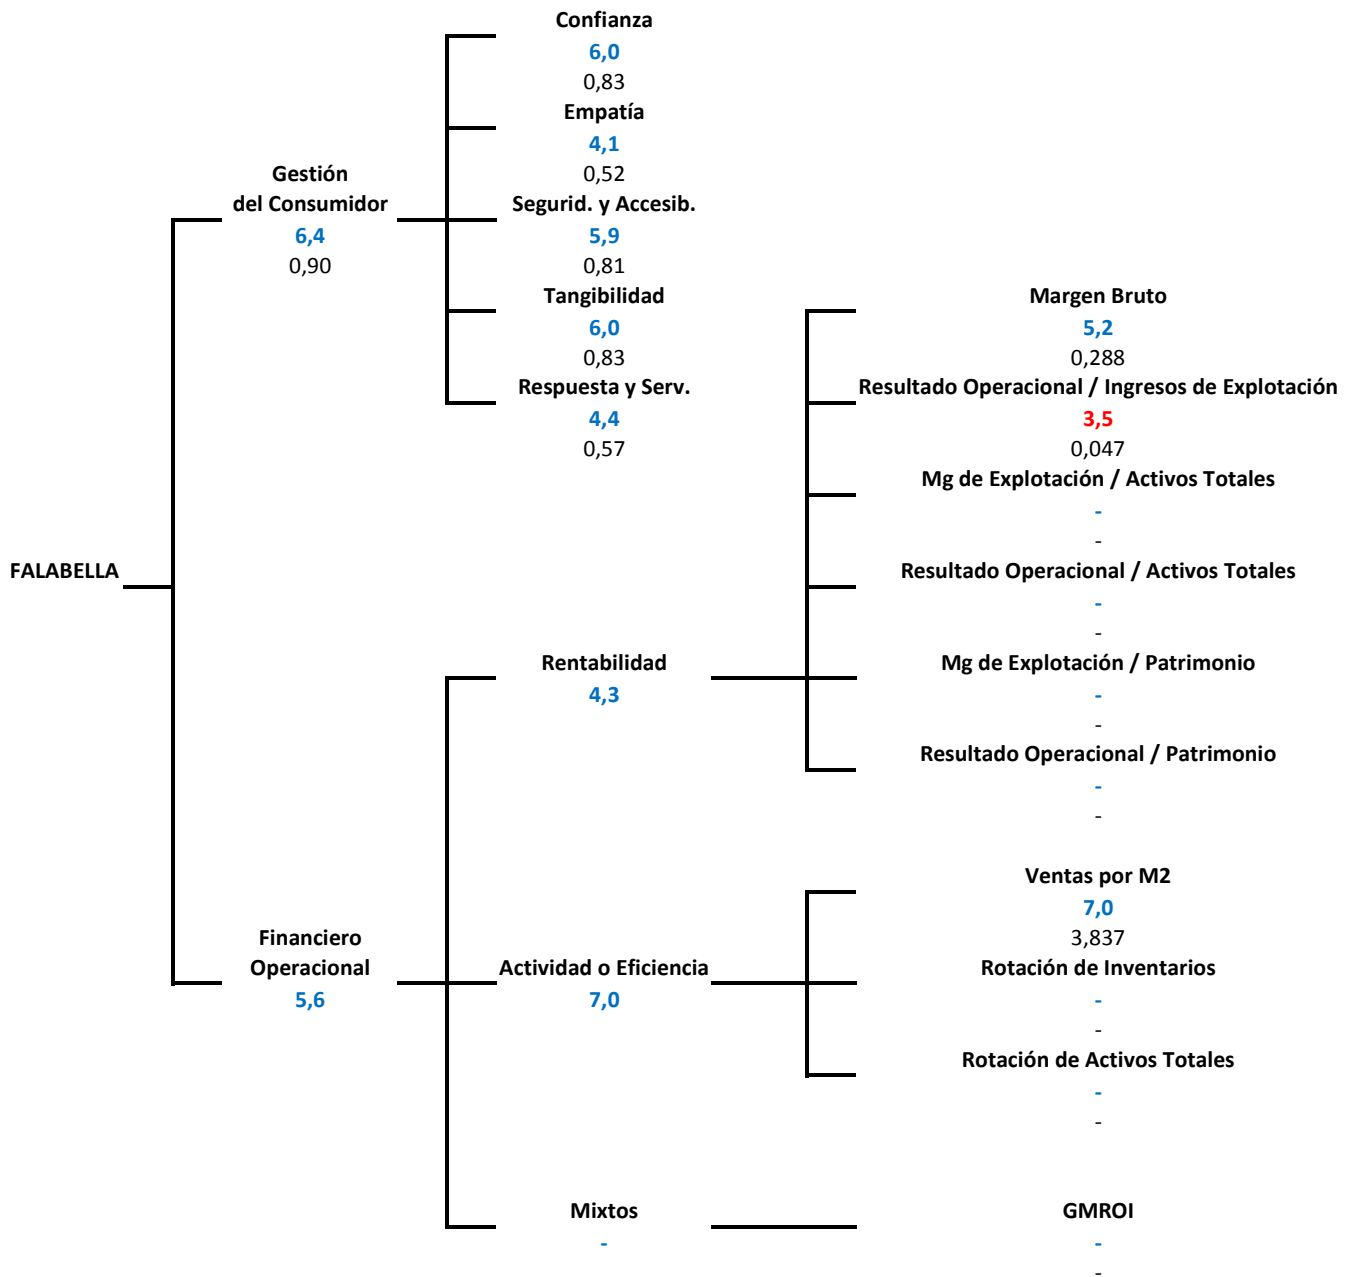 Confianza
6,0
0,83
Empatía
4,1
0,52
Gestión
del Consumidor
6,4
0,90
Segurid. y Accesib.
5,9
0,81
Tangibilidad
6,0
0,83
Respuesta y Serv.
4,4
0,57
FALABELLA
Financiero
Operacional
5,6
Rentabilidad
4,3
Margen Bruto
5,2
0,288
Resultado Operacional / Ingresos de Explotación
3,5
0,047
Mg de Explotación / Activos Totales
-
-
Resultado Operacional / Activos Totales
-
-
Mg de Explotación / Patrimonio
-
-
Resultado Operacional / Patrimonio
-
-
Actividad o Eficiencia
7,0
Ventas por M2
7,0
3,837
Rotación de Inventarios
-
-
Rotación de Activos Totales
-
-
Mixtos
-
GMROI
-
-